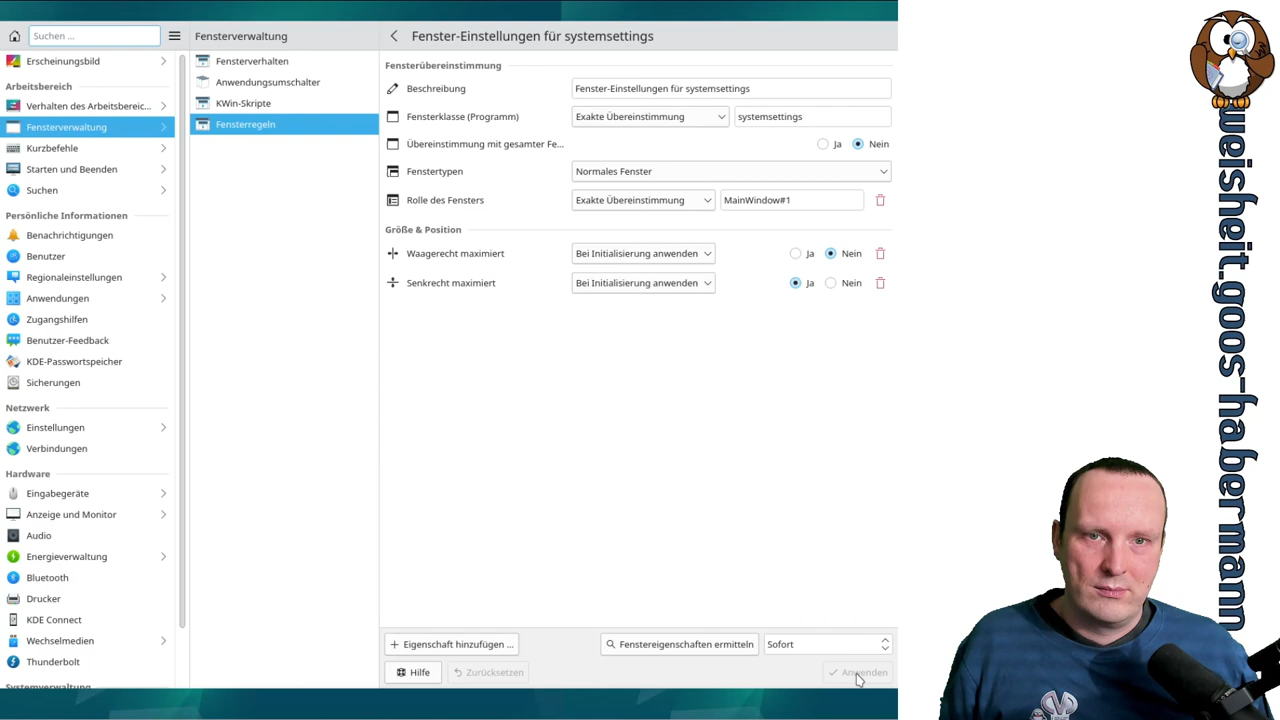 Suchen ...
Erscheinungsbild
Arbeitsbereich
Verhalten des Arbeitsbereic...
Fensterverwaltung
Kurzbefehle
Starten und Beenden
Suchen
Persönliche Informationen
Benachrichtigungen
Benutzer
Regionaleinstellungen
Anwendungen
Zugangshilfen
Benutzer-Feedback
KDE-Passwortspeicher
Sicherungen
Netzwerk
Einstellungen
Verbindungen
Hardware
Eingabegeräte
Anzeige und Monitor
Audio
Energieverwaltung
Bluetooth
Drucker
KDE Connect
Wechselmedien
Thunderbolt
Systemverwaltung
Fensterverwaltung
Fensterverhalten
Anwendungsumschalter
KWin-Skripte
Fensterregeln
Fenster-Einstellungen für systemsettings
Fensterübereinstimmung
Beschreibung Fenster-Einstellungen für systemsettings
Fensterklasse (Programm) Exakte Übereinstimmung systemsettings
Übereinstimmung mit gesamter Fe... Ja Nein
Fenstertypen Normales Fenster
Rolle des Fensters Exakte Übereinstimmung MainWindow#1
Größe & Position
Waagerecht maximiert Bei Initialisierung anwenden Ja Nein
Senkrecht maximiert Bei Initialisierung anwenden Ja Nein
Eigenschaft hinzufügen ... Fenstereigenschaften ermitteln Sofort
Hilfe Zurücksetzen Anwenden
weisheit.goos-habermann